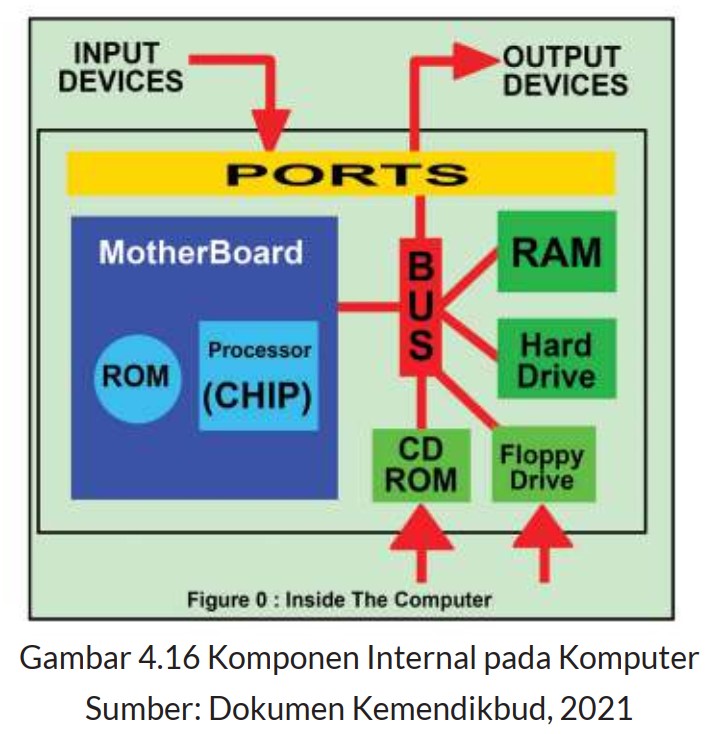 INPUT
DEVICES
OUTPUT
DEVICES
PORTS
MotherBoard
ROM
Processor
(CHIP)
BUS
RAM
Hard
Drive
CD
ROM
Floppy
Drive
Figure 0 : Inside The Computer
Gambar 4.16 Komponen Internal pada Komputer
Sumber: Dokumen Kemendikbud, 2021